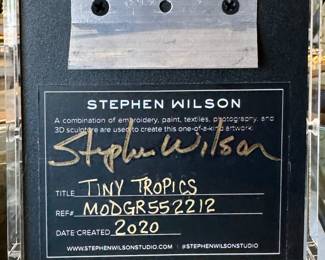 STEPHEN WILSON
A combination of embroidery, paint, textiles, photography, and
3D sculpture are used to create this one-of-a-kind artwork.
Stephen Wilson
TITLE TINY TROPICS
REF# MODGR552212
DATE CREATED 2020
WWW.STEPHENWILSONSTUDIO.COM | #STEPHENWILSONSTUDIO